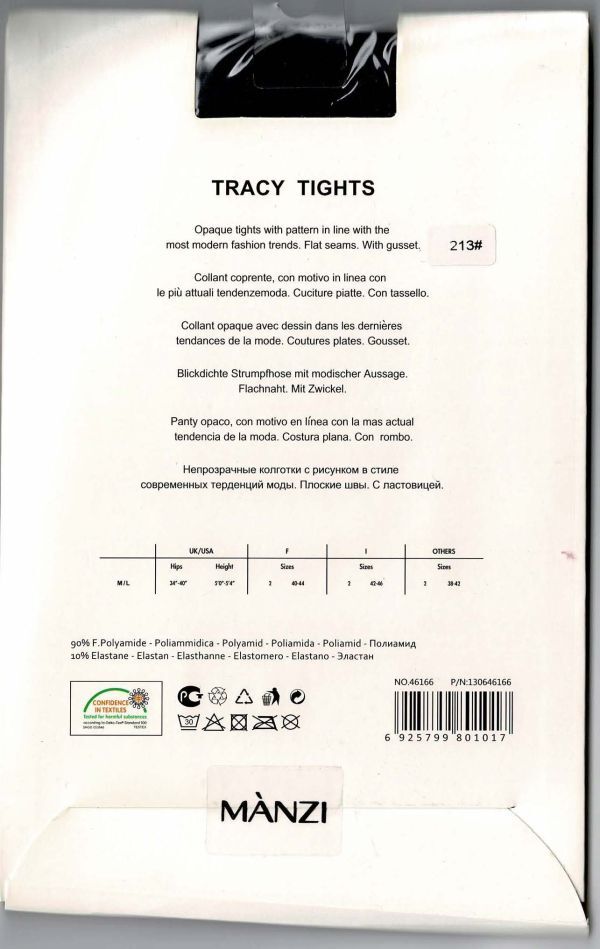 TRACY TIGHTS
Opaque tights with pattern in line with the
most modern fashion trends. Flat seams. With gusset.
213#
Collant coprente, con motivo in linea con
le più attuali tendenzemoda. Cuciture piatte. Con tassello.
Collant opaque avec dessin dans les dernières
tendances de la mode. Coutures plates. Gousset.
Blickdichte Strumpfhose mit modischer Aussage.
Flachnaht. Mit Zwickel.
Panty opaco, con motivo en línea con la mas actual
tendencia de la moda. Costura plana. Con rombo.
Непрозрачные колготки с рисунком в стиле
современных терденций моды. Плоские швы. С ластовицей.
UK/USA F I OTHERS
Hips Height Sizes Sizes Sizes
M/L 34"-40" 5'0"-5'4" 2 40-44 2 42-46 2 38-42
90% F.Polyamide - Poliammidica - Polyamid - Poliamida - Poliamid - Полиамид
10% Elastane - Elastan - Elasthanne - Elastomero - Elastano - Эластан
CONFIDENCE
IN TEXTILES
Tested for harmful substances
according to Oeko-Tex® Standard 100
TESTEX
30
NO.46166 P/N:130646166
6 925799 801017
MÀNZI